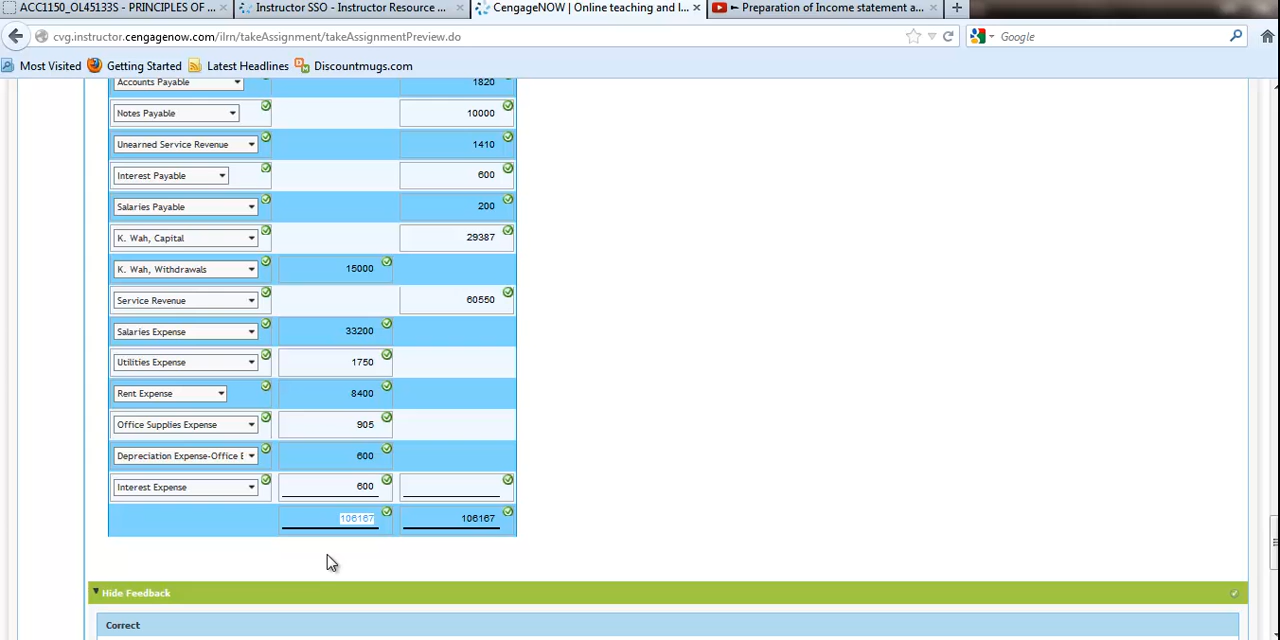 ACC1150_OL45133S - PRINCIPLES OF ... × Instructor SSO - Instructor Resource ... × CengageNOW | Online teaching and l... × ► Preparation of Income statement a... × +
cvg.instructor.cengagenow.com/ilrn/takeAssignment/takeAssignmentPreview.do Google
Most Visited Getting Started Latest Headlines Discountmugs.com
Accounts Payable 1820
Notes Payable 10000
Unearned Service Revenue 1410
Interest Payable 600
Salaries Payable 200
K. Wah, Capital 29387
K. Wah, Withdrawals 15000
Service Revenue 60550
Salaries Expense 33200
Utilities Expense 1750
Rent Expense 8400
Office Supplies Expense 905
Depreciation Expense-Office E 600
Interest Expense 600
106167 106167
Hide Feedback
Correct